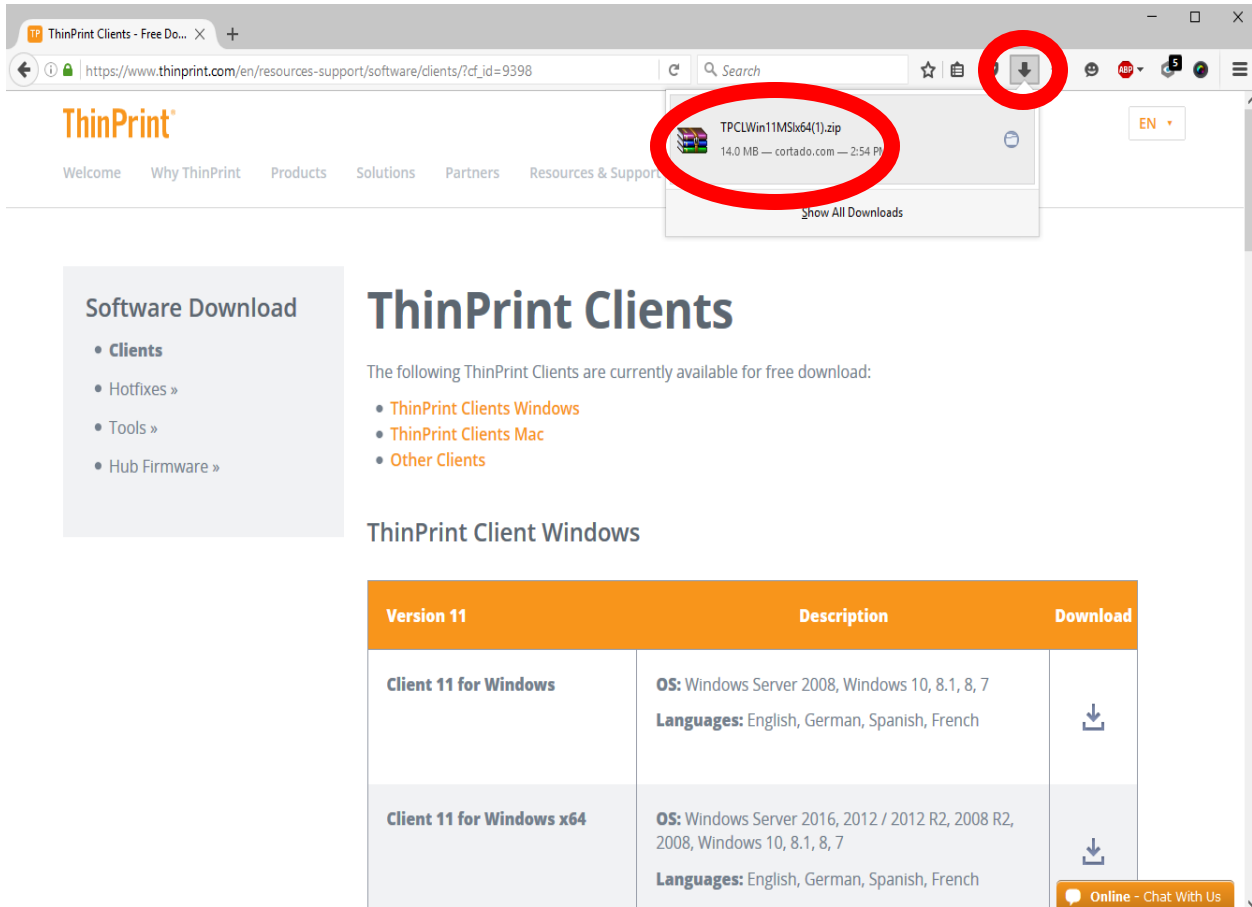 TP ThinPrint Clients - Free Do...
https://www.thinprint.com/en/resources-support/software/clients/?cf_id=9398
Search
ABP
5
TPCLWin11MSIx64(1).zip
14.0 MB — cortado.com — 2:54 PM
Show All Downloads
ThinPrint®
EN
Welcome Why ThinPrint Products Solutions Partners Resources & Support
Software Download
• Clients
• Hotfixes »
• Tools »
• Hub Firmware »
ThinPrint Clients
The following ThinPrint Clients are currently available for free download:
• ThinPrint Clients Windows
• ThinPrint Clients Mac
• Other Clients
ThinPrint Client Windows
Version 11 Description Download
Client 11 for Windows
OS: Windows Server 2008, Windows 10, 8.1, 8, 7
Languages: English, German, Spanish, French
Client 11 for Windows x64
OS: Windows Server 2016, 2012 / 2012 R2, 2008 R2,
2008, Windows 10, 8.1, 8, 7
Languages: English, German, Spanish, French
Online - Chat With Us